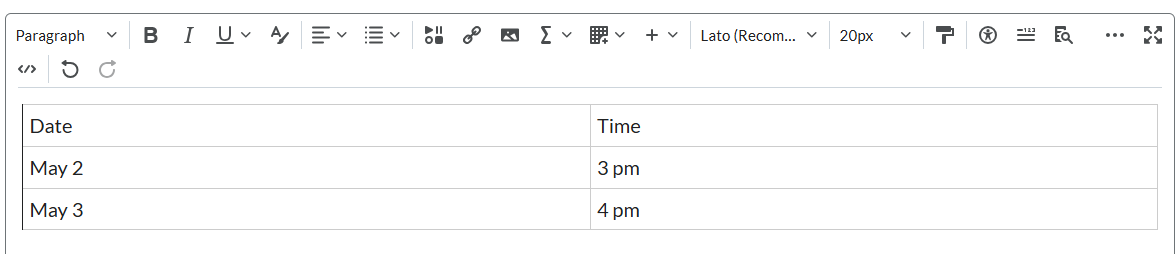 Paragraph
Lato (Recom...
20px
Date Time
May 2 3 pm
May 3 4 pm